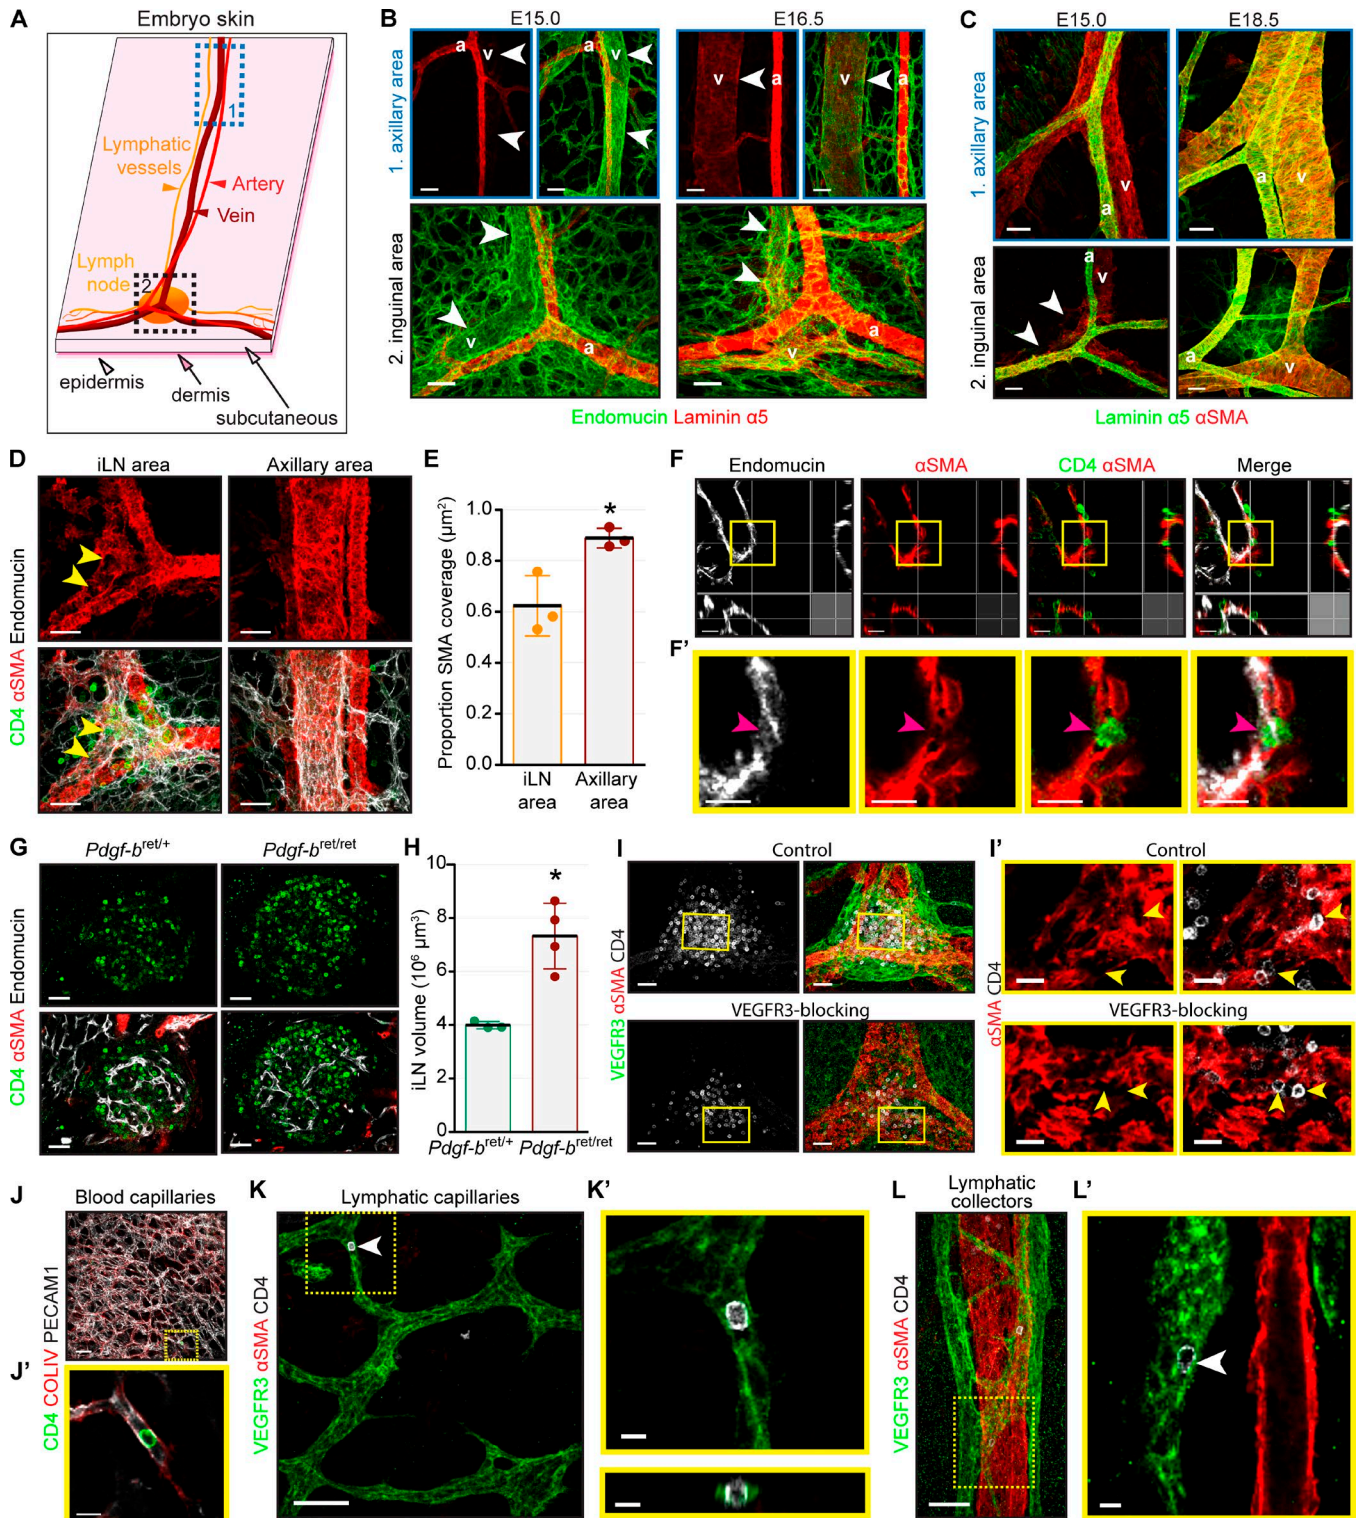 A
Embryo skin
1
Lymphatic
vessels
Artery
Vein
Lymph
node
2
epidermis
dermis
subcutaneous
B
E15.0
E16.5
1. axillary area
a
v
a
v
v
a
v
a
2. inguinal area
v
a
v
a
Endomucin Laminin α5
C
E15.0
E18.5
1. axillary area
v
a
a
v
2. inguinal area
a
v
a
v
Laminin α5 αSMA
D
iLN area
Axillary area
CD4 αSMA Endomucin
E
Proportion SMA coverage (μm²)
1.0
0.8
0.6
0.4
0.2
0.0
*
iLN
area
Axillary
area
F
Endomucin
αSMA
CD4 αSMA
Merge
F'
G
Pdgf-b^ret/+
Pdgf-b^ret/ret
CD4 αSMA Endomucin
H
iLN volume (10⁶ μm³)
10
8
6
4
2
0
*
Pdgf-b^ret/+
Pdgf-b^ret/ret
I
Control
VEGFR3-blocking
VEGFR3 αSMA CD4
I'
Control
VEGFR3-blocking
αSMA CD4
J
Blood capillaries
J'
CD4 COLIV PECAM1
K
Lymphatic capillaries
VEGFR3 αSMA CD4
K'
L
Lymphatic
collectors
VEGFR3 αSMA CD4
L'